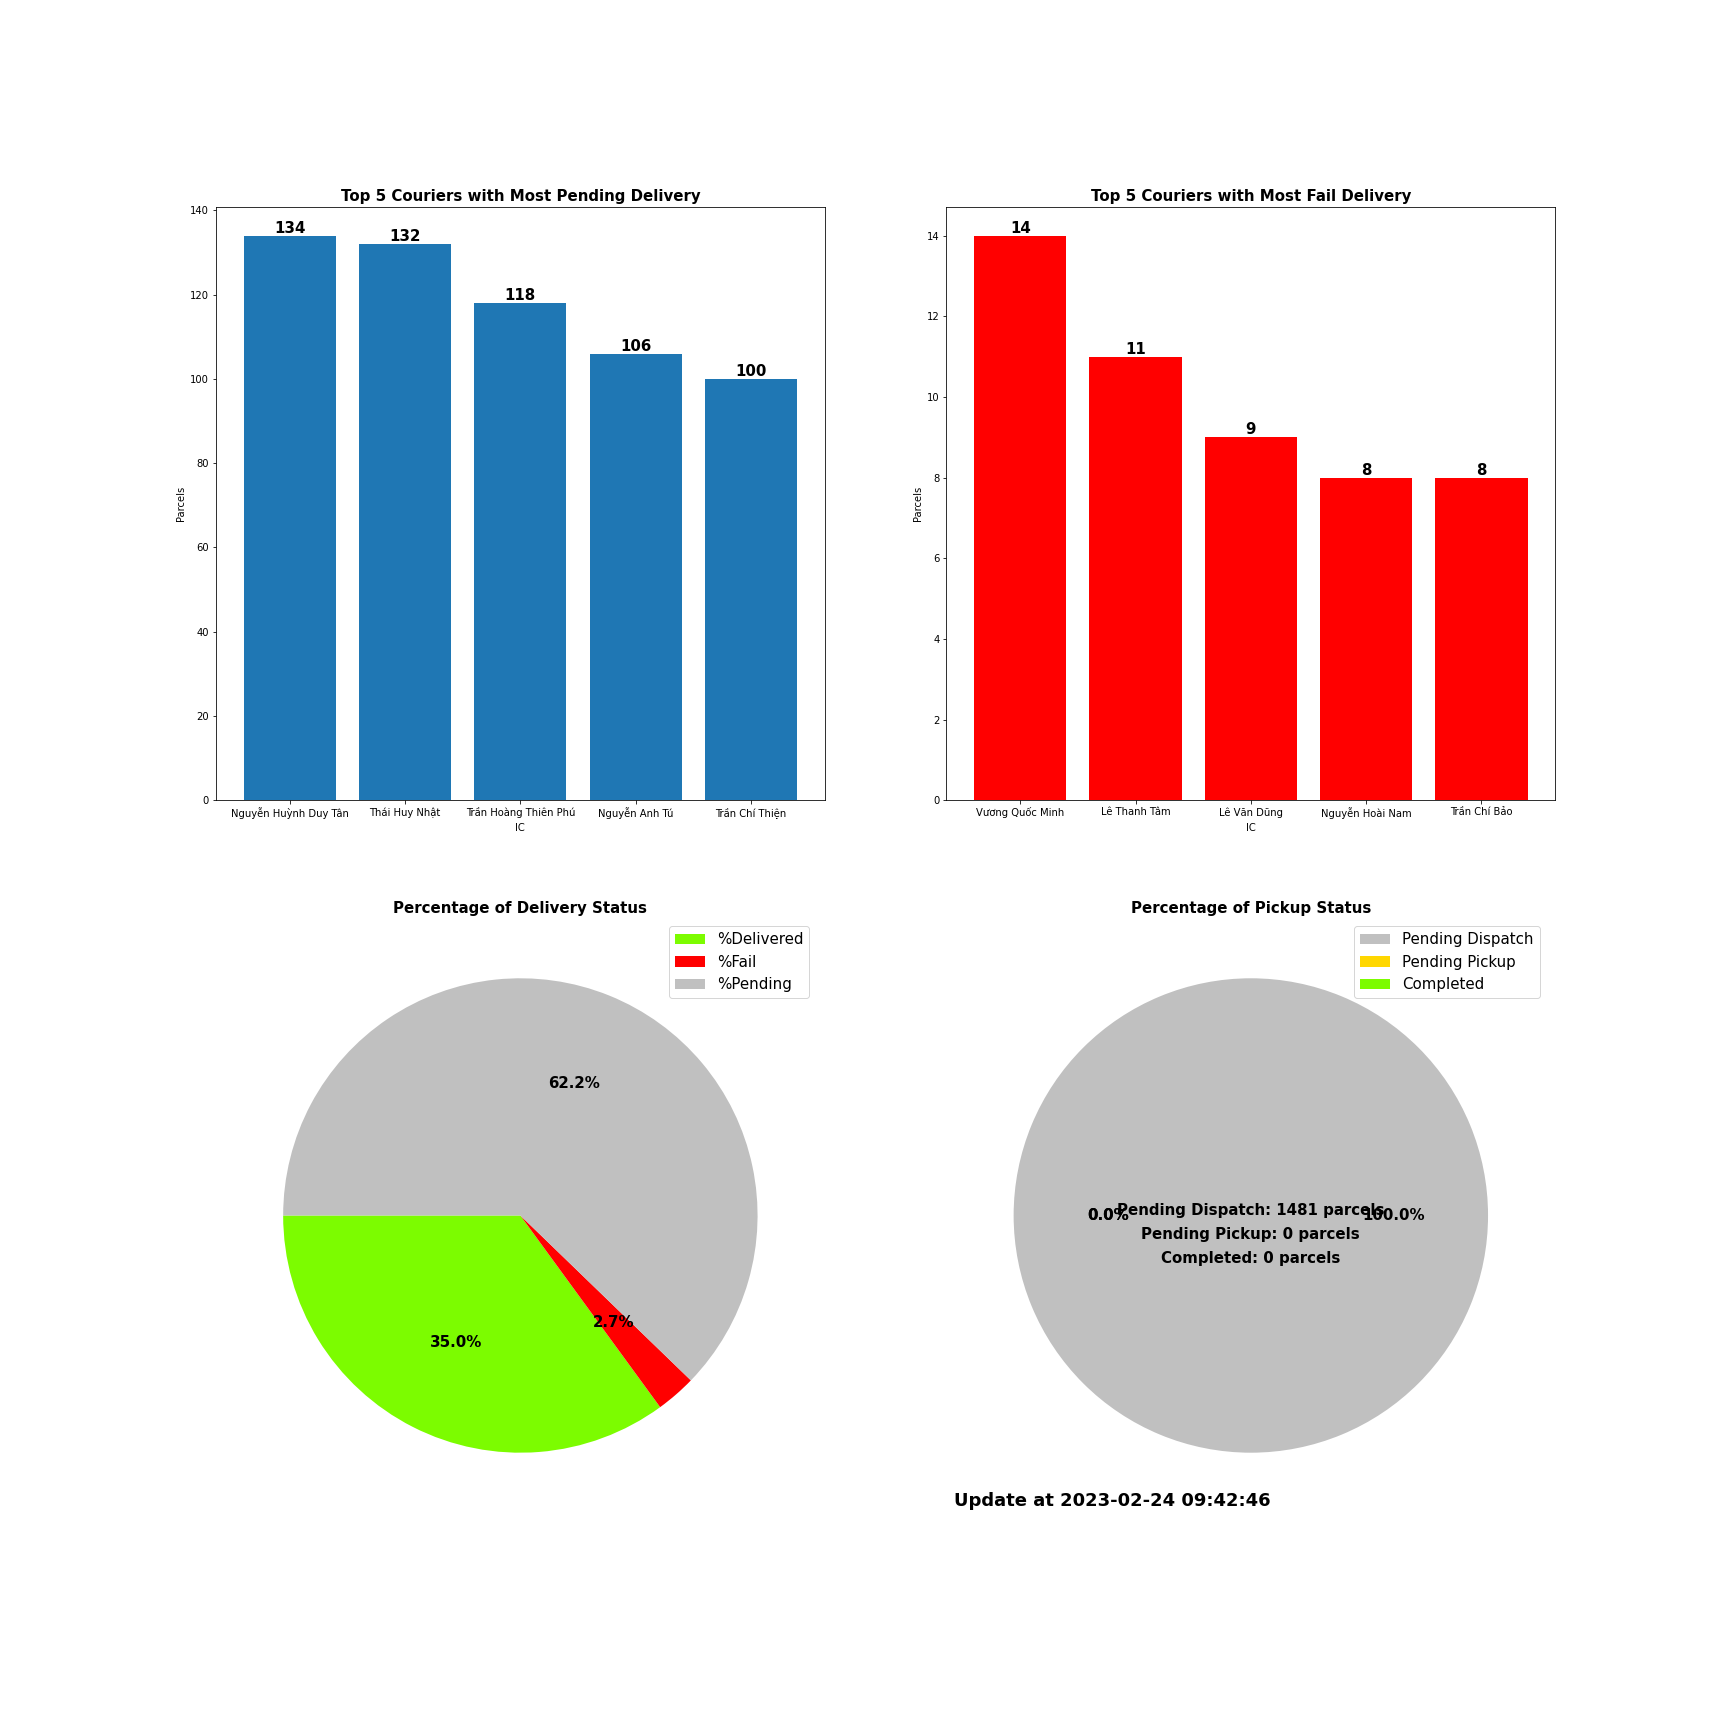 Top 5 Couriers with Most Pending Delivery
140
120
100
80
60
40
20
0
Parcels
134
132
118
106
100
Nguyễn Huỳnh Duy Tân
Thái Huy Nhật
Trần Hoàng Thiên Phú
Nguyễn Anh Tú
Trần Chí Thiện
IC
Top 5 Couriers with Most Fail Delivery
14
12
10
8
6
4
2
0
Parcels
14
11
9
8
8
Vương Quốc Minh
Lê Thanh Tâm
Lê Văn Dũng
Nguyễn Hoài Nam
Trần Chí Bảo
IC
Percentage of Delivery Status
%Delivered
%Fail
%Pending
62.2%
2.7%
35.0%
Percentage of Pickup Status
Pending Dispatch
Pending Pickup
Completed
0.0%
0.0%
100.0%
Pending Dispatch: 1481 parcels
Pending Pickup: 0 parcels
Completed: 0 parcels
Update at 2023-02-24 09:42:46